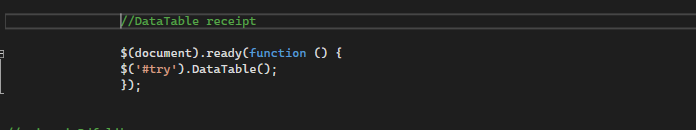 //DataTable receipt
$(document).ready(function () {
$('#try').DataTable();
});